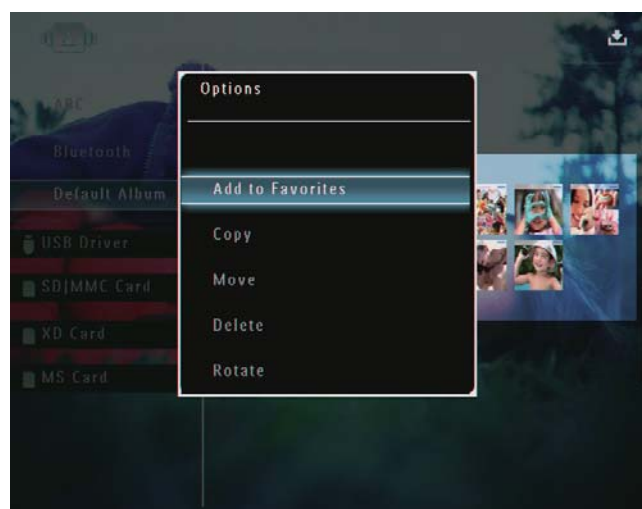 Options
Add to Favorites
Copy
Move
Delete
Rotate
ABC
Bluetooth
Default Album
USB Driver
SD|MMC Card
XD Card
MS Card